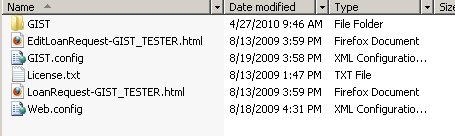 Name Date modified Type Size
GIST 4/27/2010 9:46 AM File Folder
EditLoanRequest-GIST_TESTER.html 8/13/2009 3:59 PM Firefox Document
GIST.config 8/19/2009 3:58 PM XML Configuratio...
License.txt 8/13/2009 1:47 PM TXT File
LoanRequest-GIST_TESTER.html 8/13/2009 3:59 PM Firefox Document
Web.config 8/18/2009 4:31 PM XML Configuratio...